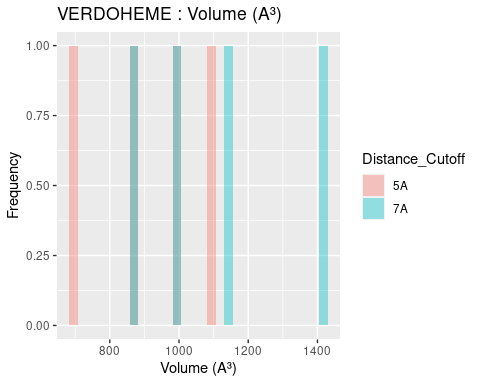 VERDOHEME : Volume (A³)
Frequency
1.00
0.75
0.50
0.25
0.00
800 1000 1200 1400
Volume (A³)
Distance_Cutoff
5A
7A